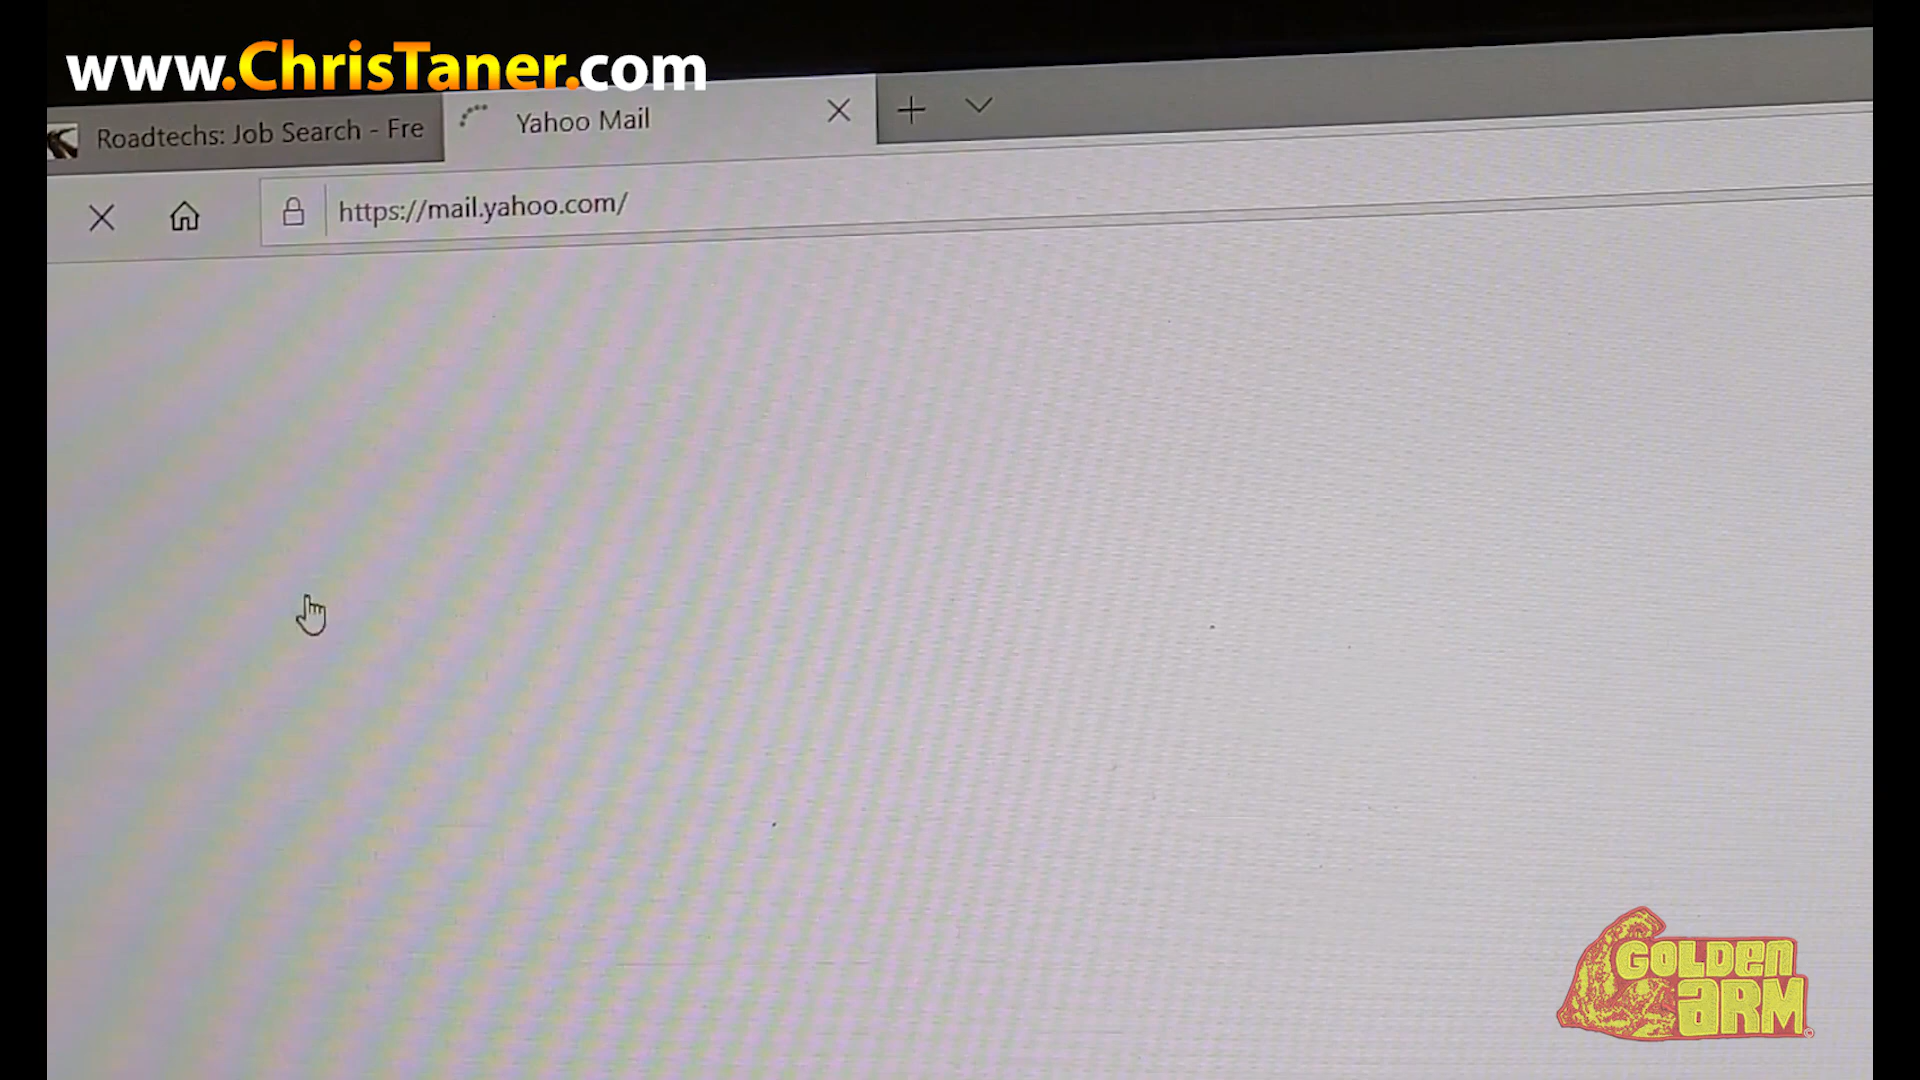 www.ChrisTaner.com
Roadtechs: Job Search - Fre
Yahoo Mail
https://mail.yahoo.com/
GOLDEN
ARM